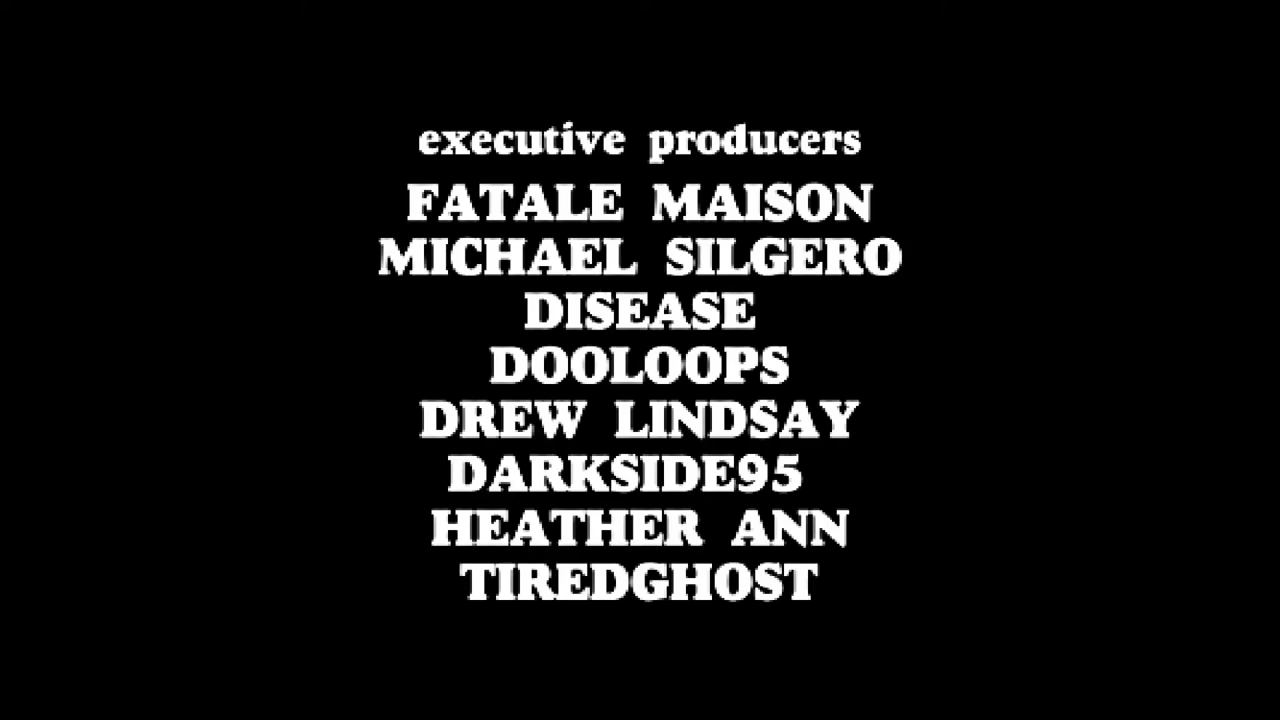 executive producers
FATALE MAISON
MICHAEL SILGERO
DISEASE
DOOLOOPS
DREW LINDSAY
DARKSIDE95
HEATHER ANN
TIREDGHOST